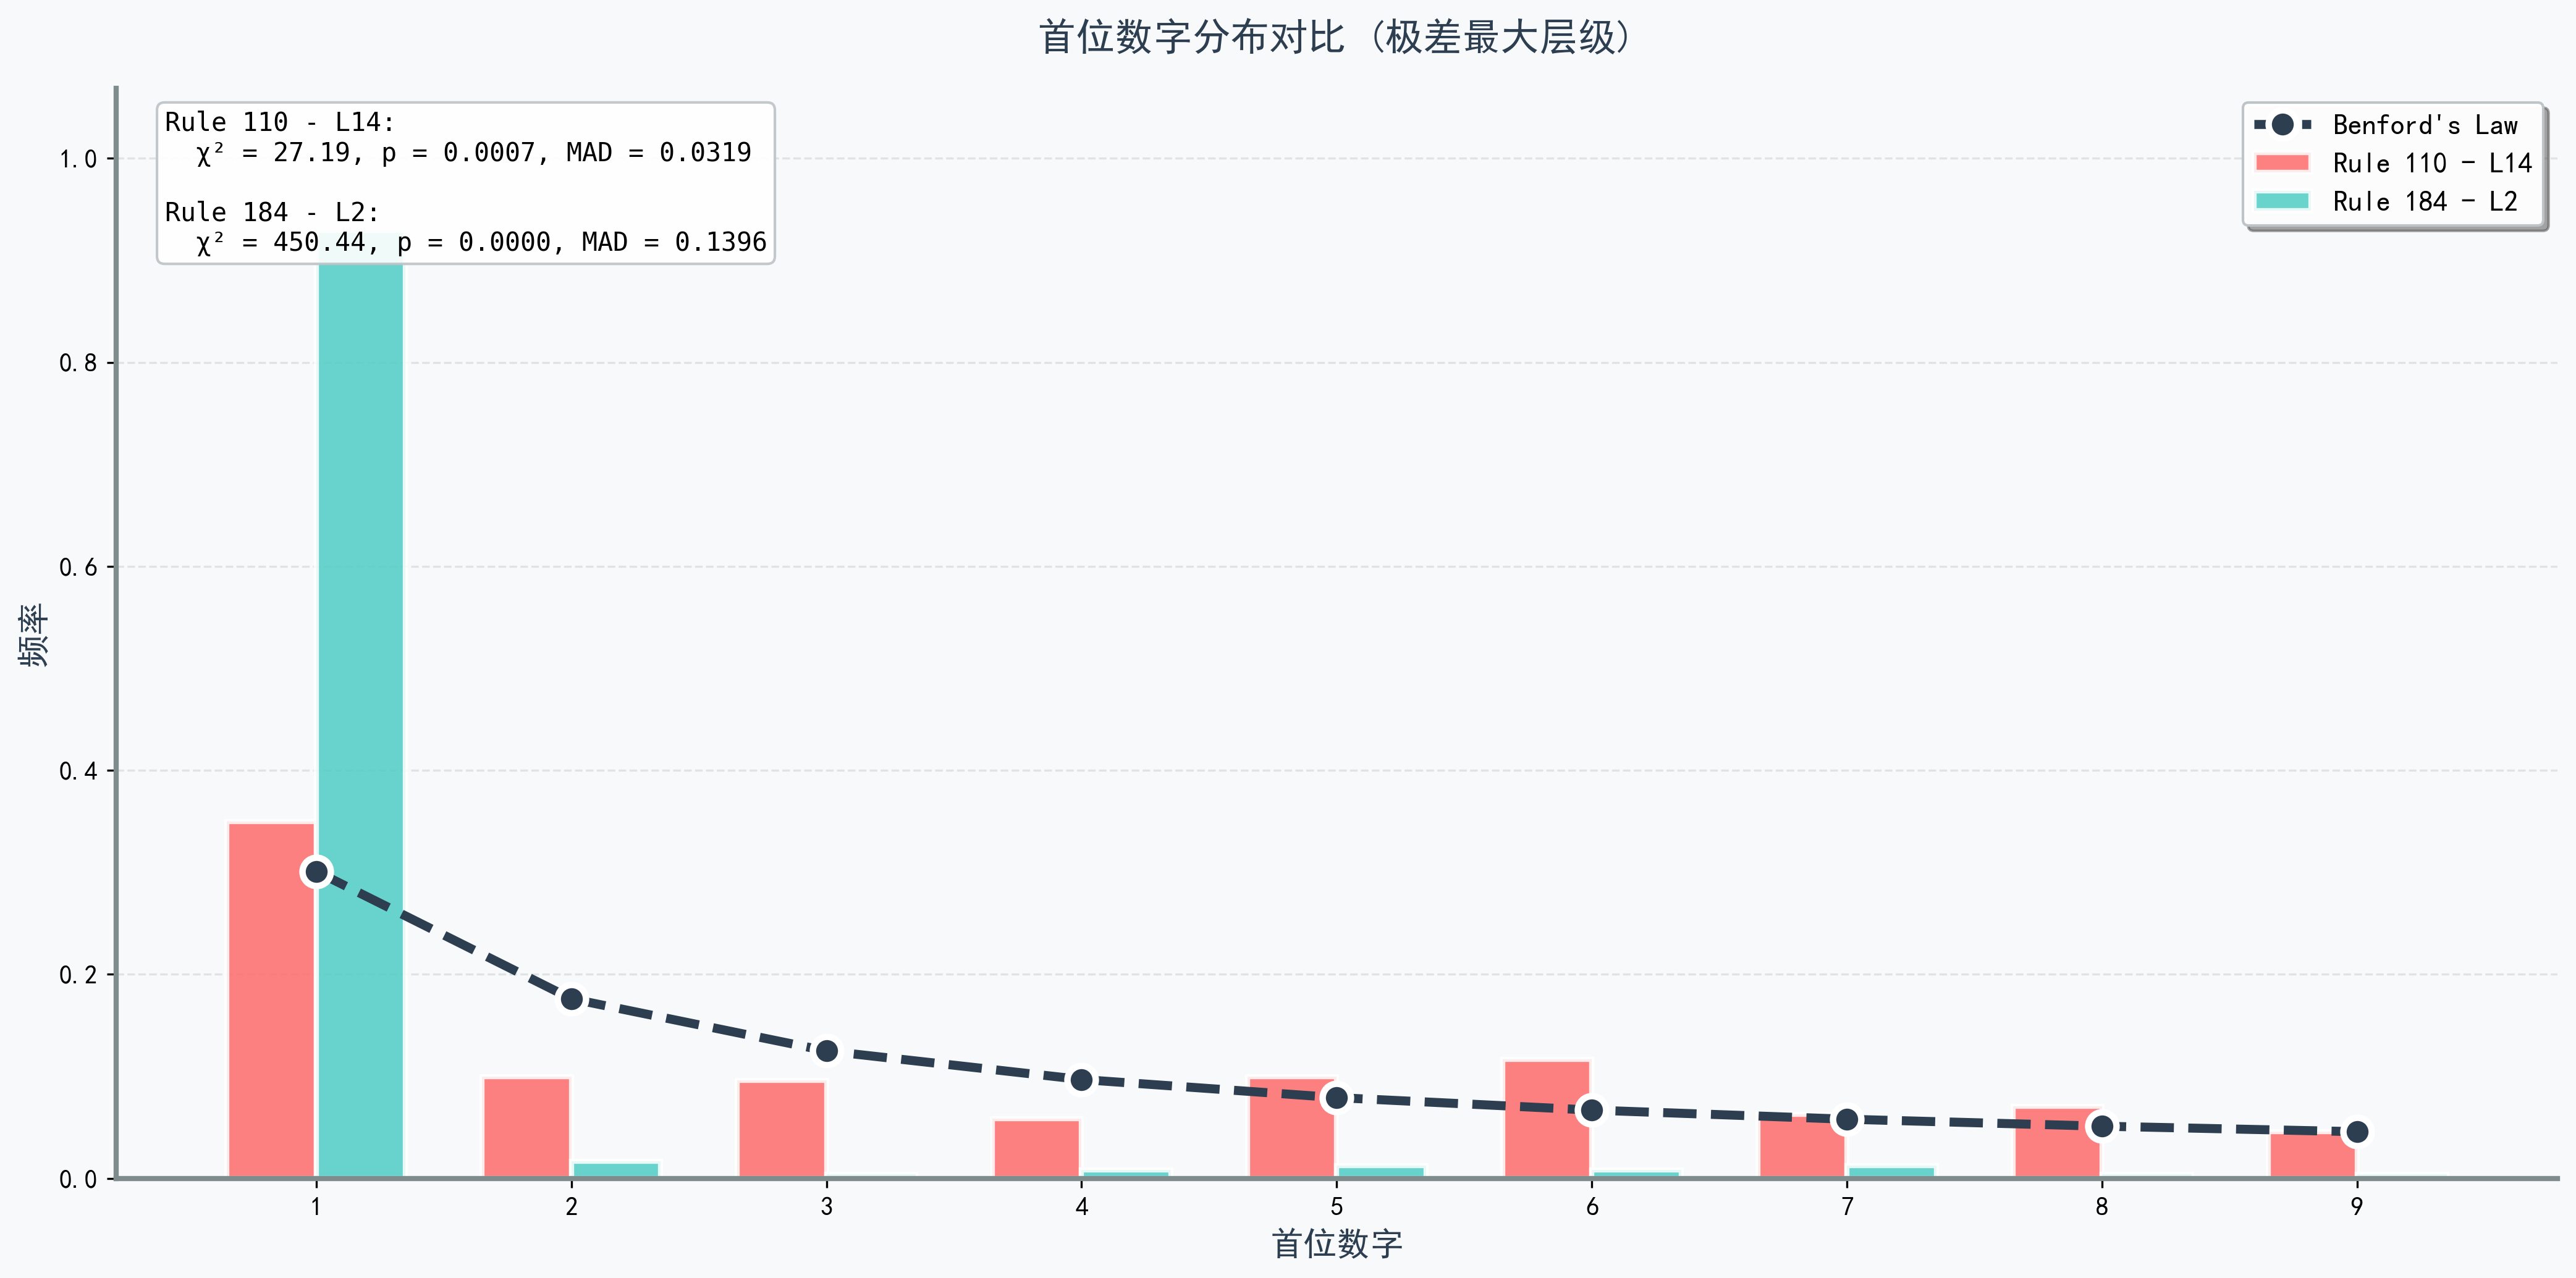 首位数字分布对比 (极差最大层级)
Rule 110 - L14:
χ² = 27.19, p = 0.0007, MAD = 0.0319
Rule 184 - L2:
χ² = 450.44, p = 0.0000, MAD = 0.1396
Benford's Law
Rule 110 - L14
Rule 184 - L2
频率
1.0
0.8
0.6
0.4
0.2
0.0
1 2 3 4 5 6 7 8 9
首位数字